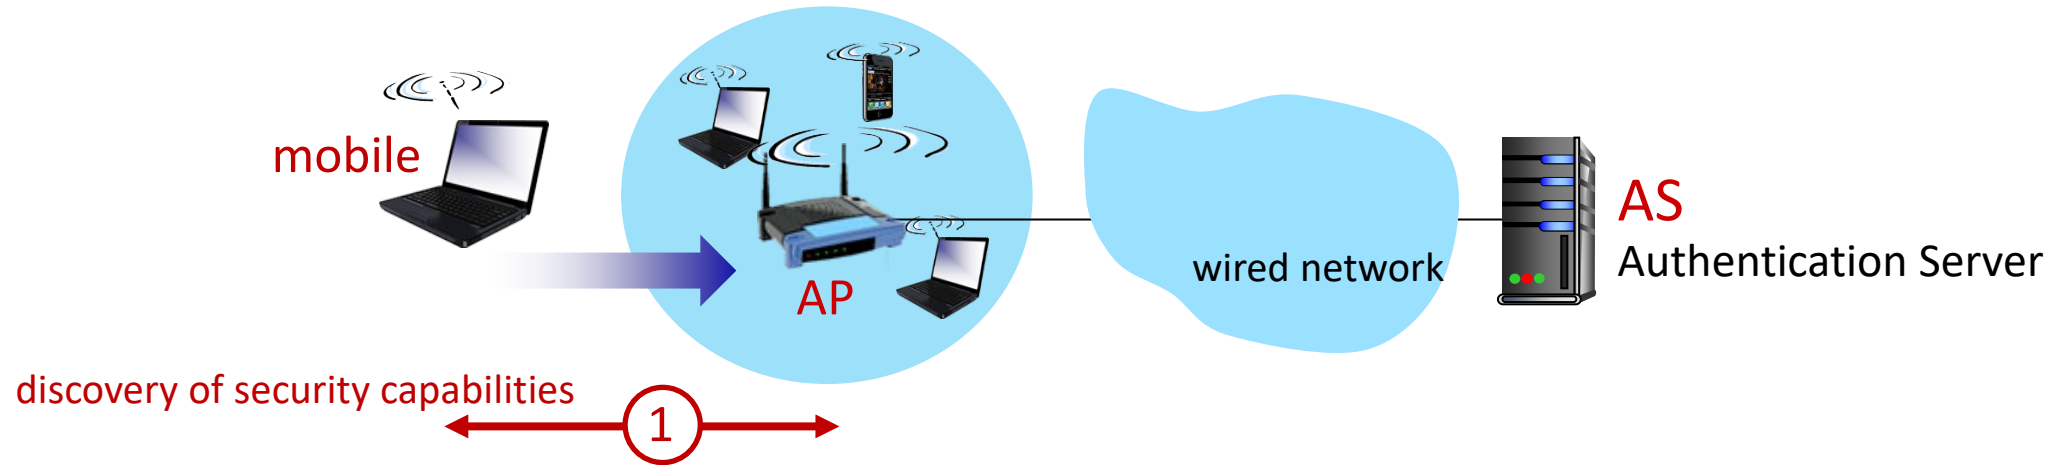 mobile
AP
wired network
AS
Authentication Server
discovery of security capabilities
1